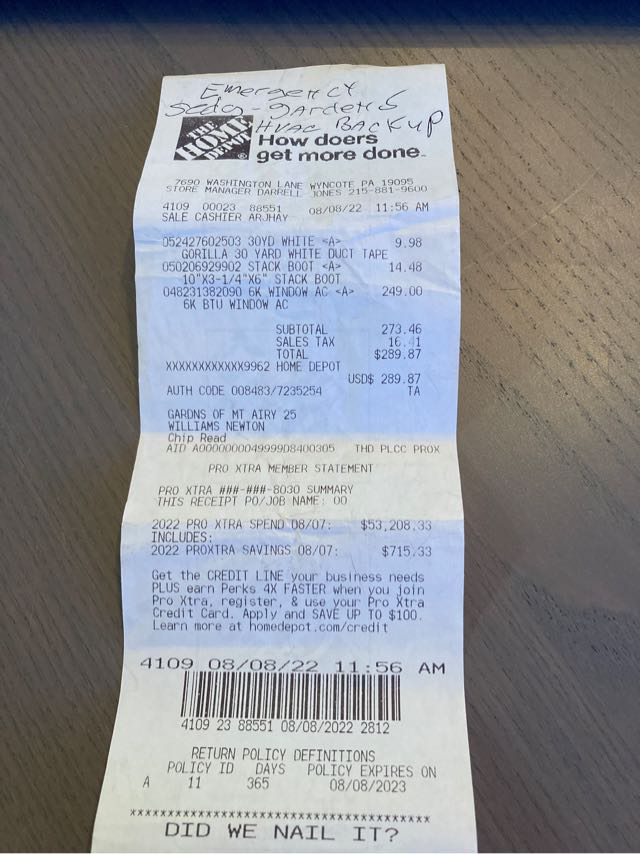 Emergency
Sedg-gardens
HVAC BACKUP
THE HOME DEPOT
How doers
get more done.
7690 WASHINGTON LANE WYNCOTE PA 19095
STORE MANAGER DARRELL JONES 215-881-9600
4109 00023 88551 08/08/22 11:56 AM
SALE CASHIER ARJHAY
052427602503 30YD WHITE <A> 9.98
GORILLA 30 YARD WHITE DUCT TAPE
050206929902 STACK BOOT <A> 14.48
10"X3-1/4"X6" STACK BOOT
048231382090 6K WINDOW AC <A> 249.00
6K BTU WINDOW AC
SUBTOTAL 273.46
SALES TAX 16.41
TOTAL $289.87
XXXXXXXXXXXX9962 HOME DEPOT
USD$ 289.87
AUTH CODE 008483/7235254 TA
GARDNS OF MT AIRY 25
WILLIAMS NEWTON
Chip Read
AID A0000000049999D8400305 THD PLCC PROX
PRO XTRA MEMBER STATEMENT
PRO XTRA ###-###-8030 SUMMARY
THIS RECEIPT PO/JOB NAME: 00
2022 PRO XTRA SPEND 08/07: $53,208.33
INCLUDES:
2022 PROXTRA SAVINGS 08/07: $715.33
Get the CREDIT LINE your business needs
PLUS earn Perks 4X FASTER when you join
Pro Xtra, register, & use your Pro Xtra
Credit Card. Apply and SAVE UP TO $100.
Learn more at homedepot.com/credit
4109 08/08/22 11:56 AM
4109 23 88551 08/08/2022 2812
RETURN POLICY DEFINITIONS
POLICY ID DAYS POLICY EXPIRES ON
A 11 365 08/08/2023
****************************************
DID WE NAIL IT?